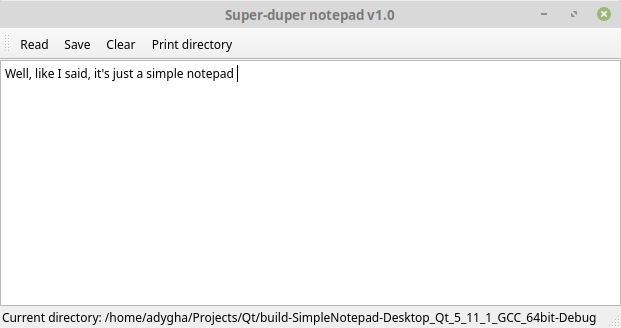 Super-duper notepad v1.0
Read Save Clear Print directory
Well, like I said, it's just a simple notepad
Current directory: /home/adygha/Projects/Qt/build-SimpleNotepad-Desktop_Qt_5_11_1_GCC_64bit-Debug